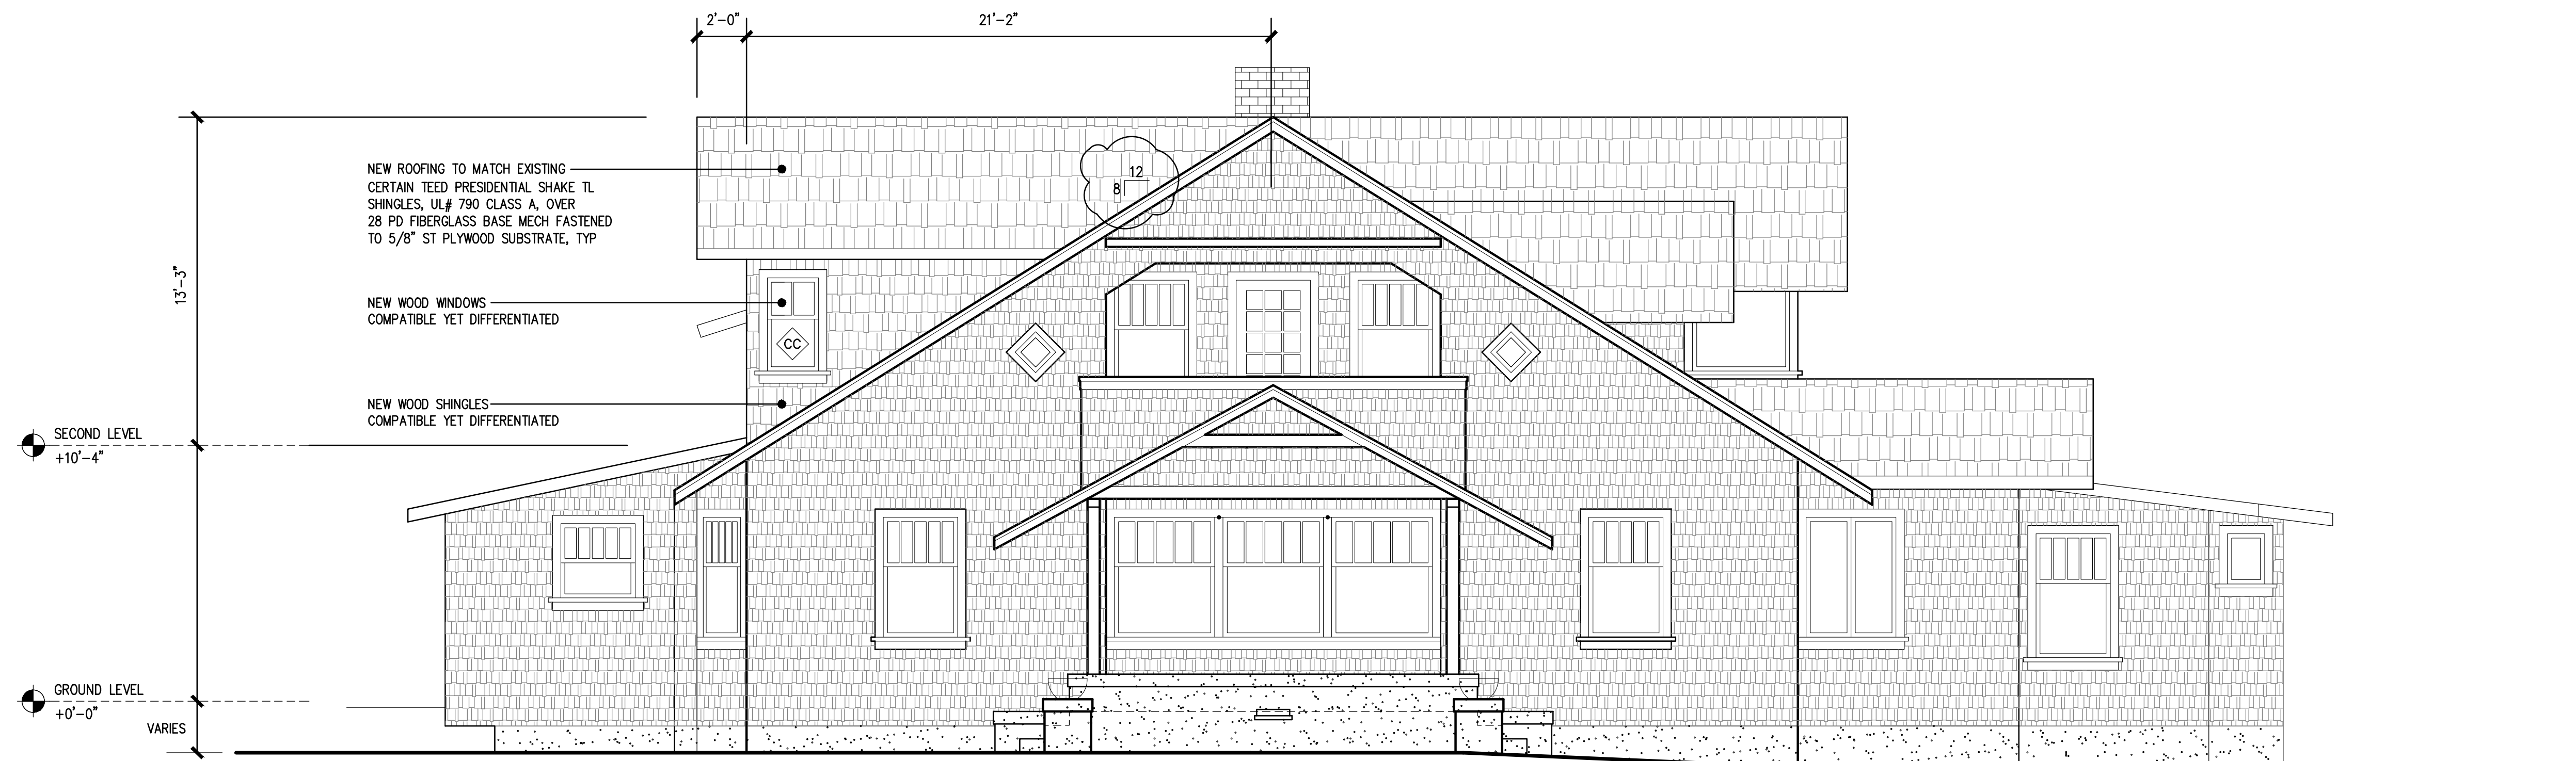 2'-0"
21'-2"
12
8
NEW ROOFING TO MATCH EXISTING
CERTAIN TEED PRESIDENTIAL SHAKE TL
SHINGLES, UL# 790 CLASS A, OVER
28 PD FIBERGLASS BASE MECH FASTENED
TO 5/8" ST PLYWOOD SUBSTRATE, TYP
13'-3"
NEW WOOD WINDOWS
COMPATIBLE YET DIFFERENTIATED
CC
NEW WOOD SHINGLES
COMPATIBLE YET DIFFERENTIATED
SECOND LEVEL
+10'-4"
GROUND LEVEL
+0'-0"
VARIES